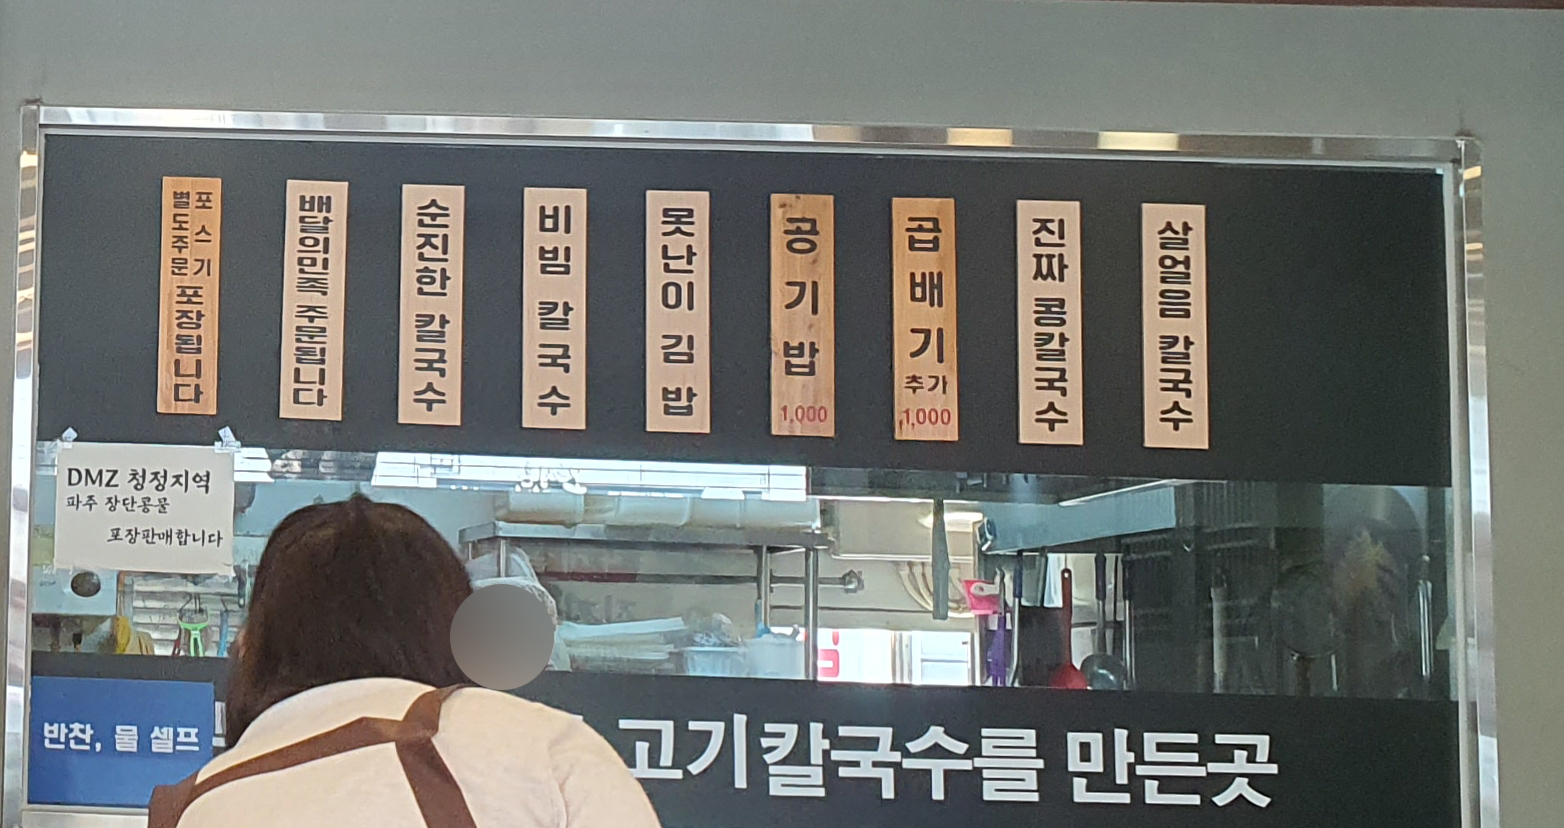 포스기
별도주문 포장됩니다
배달의민족 주문됩니다
순진한 칼국수
비빔 칼국수
못난이 김밥
공기밥
1,000
곱배기
추가
1,000
진짜 콩칼국수
살얼음 칼국수
DMZ 청정지역
파주 장단콩물
포장판매합니다
반찬, 물 셀프
고기칼국수를 만든곳